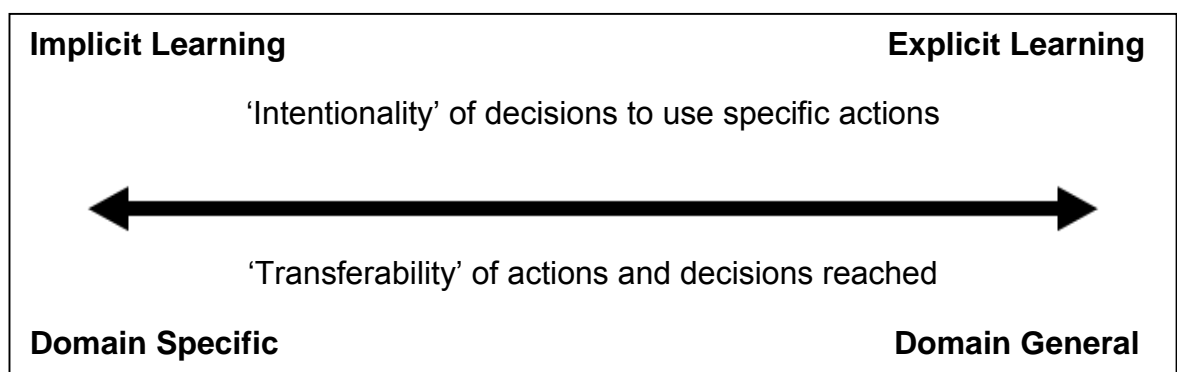 Implicit Learning Explicit Learning
‘Intentionality’ of decisions to use specific actions
‘Transferability’ of actions and decisions reached
Domain Specific Domain General